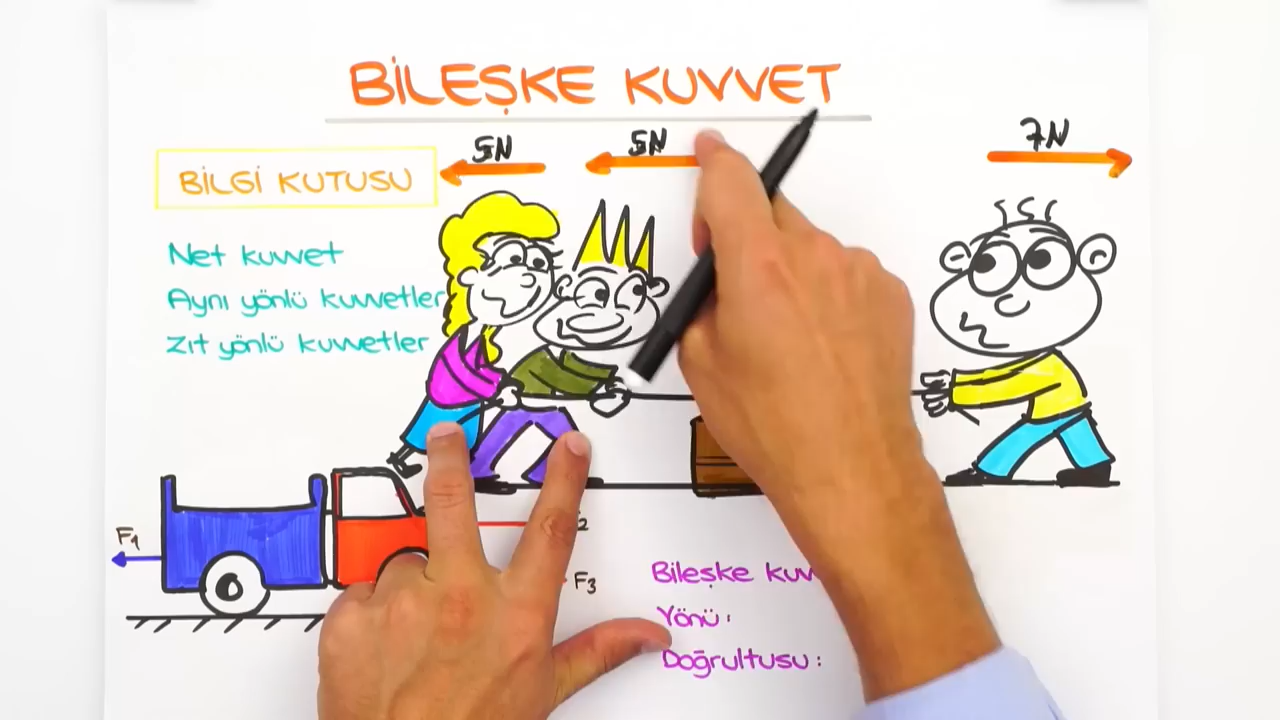 BİLEŞKE KUVVET
5N
5N
7N
BİLGİ KUTUSU
Net kuvvet
Aynı yönlü kuvvetler
Zıt yönlü kuvvetler
F1
F3
Bileşke
Yönü:
Doğrultusu: